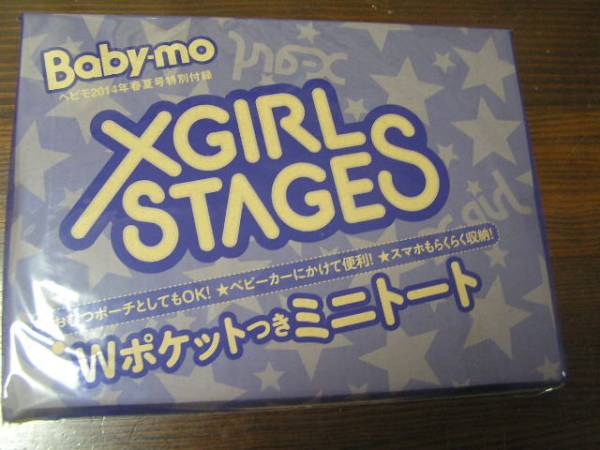 Baby-mo
ベビモ2014年春夏号特別付録
x-girl
XGIRL
STAGES
おむつポーチとしてもOK! ★ベビーカーにかけて便利! ★スマホもらくらく収納!
Wポケットつきミニトート